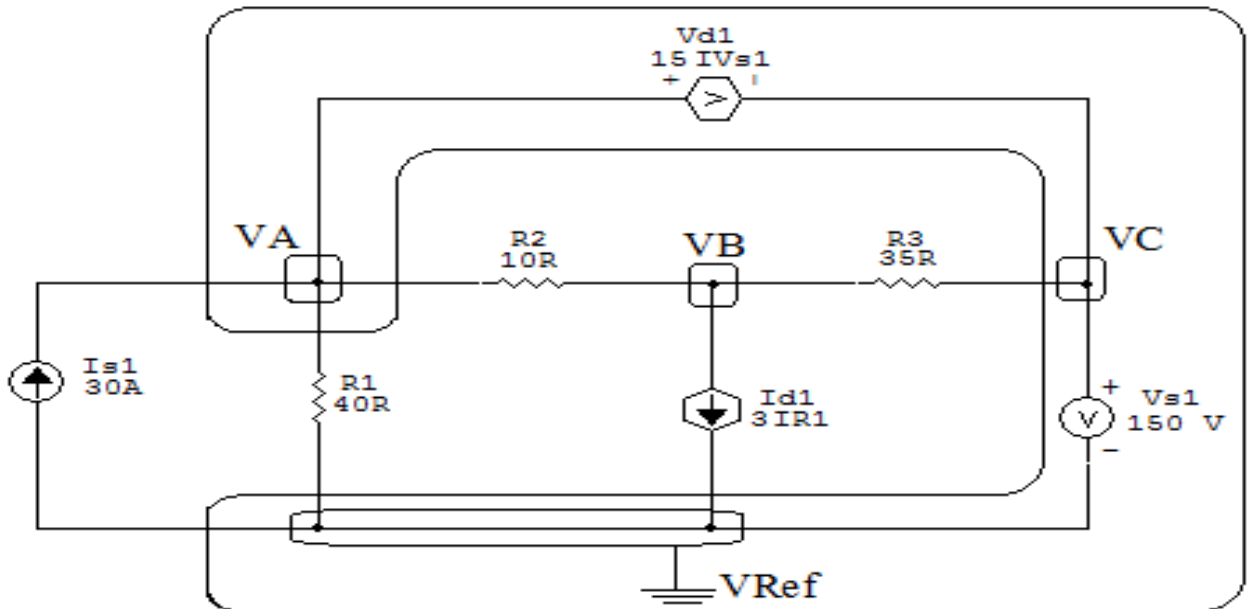 Vd1
15 IVs1
+ -
VA
R2
10R
VB
R3
35R
VC
Is1
30A
R1
40R
Id1
3IR1
+
Vs1
150 V
V
-
VRef